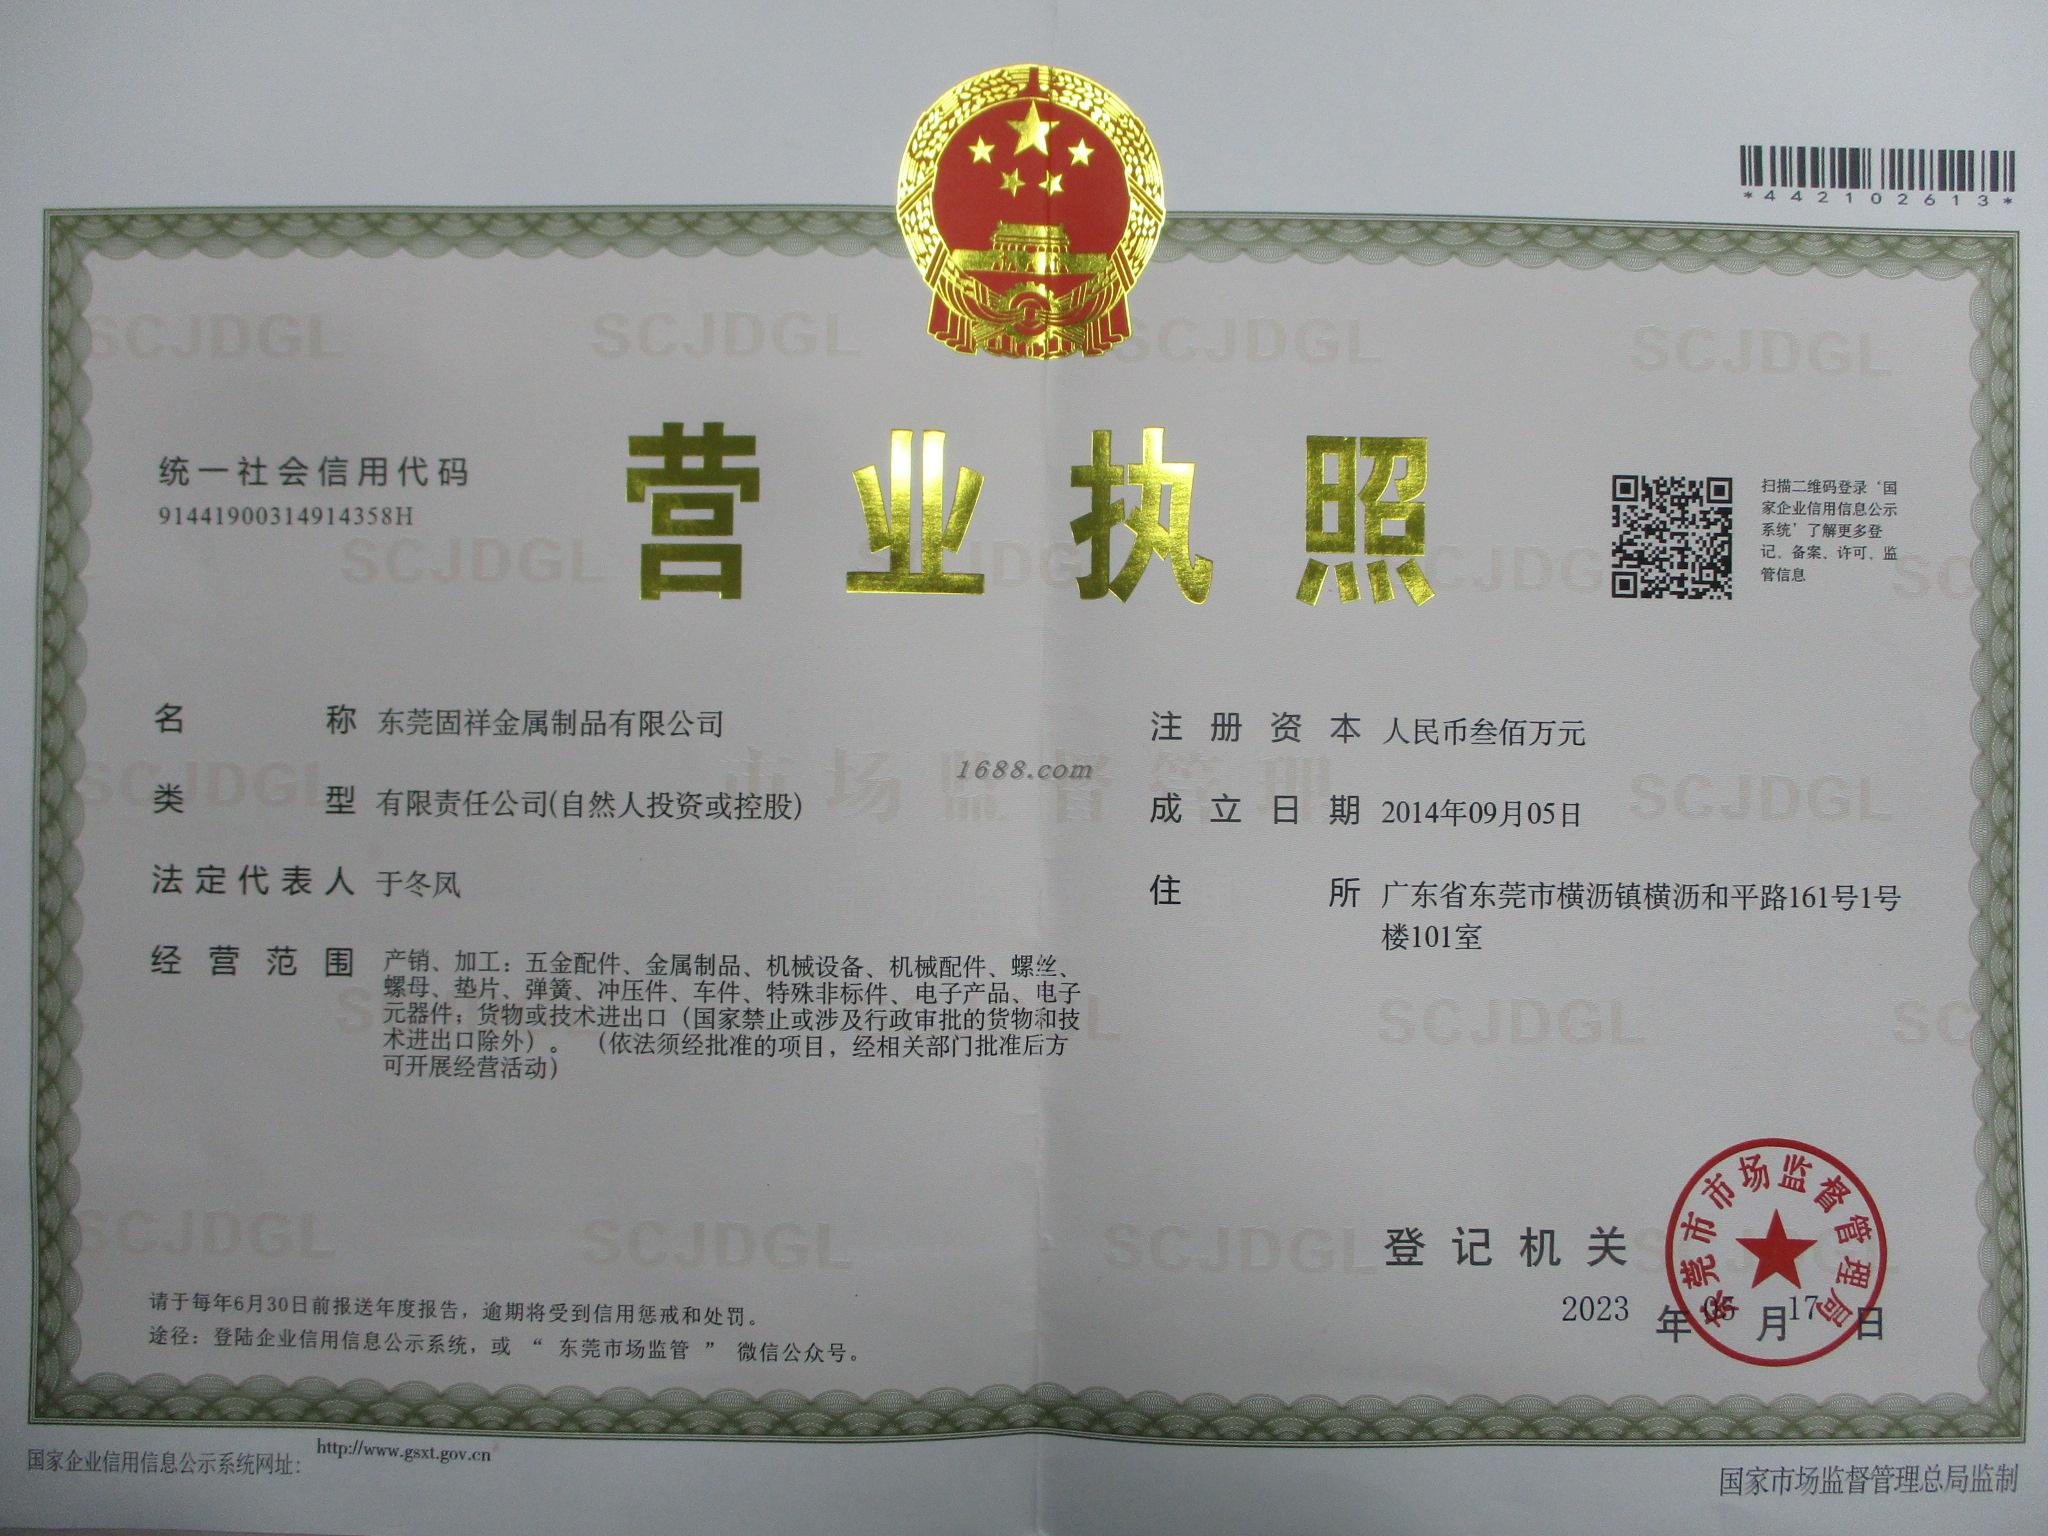 *442102613*
统一社会信用代码
91441900314914358H
营业执照
扫描二维码登录‘国
家企业信用信息公示
系统’了解更多登
记、备案、许可、监
管信息
名称 东莞固祥金属制品有限公司
类型 有限责任公司(自然人投资或控股)
法定代表人 于冬凤
经营范围 产销、加工：五金配件、金属制品、机械设备、机械配件、螺丝、
螺母、垫片、弹簧、冲压件、车件、特殊非标件、电子产品、电子
元器件；货物或技术进出口（国家禁止或涉及行政审批的货物和技
术进出口除外）。（依法须经批准的项目，经相关部门批准后方
可开展经营活动）
注册资本 人民币叁佰万元
成立日期 2014年09月05日
住所 广东省东莞市横沥镇横沥和平路161号1号
楼101室
1688.com
市场监督管理
SCJDGL
登记机关
东莞市市场监督管理局
2023年05月17日
请于每年6月30日前报送年度报告，逾期将受到信用惩戒和处罚。
途径：登陆企业信用信息公示系统，或“东莞市场监管”微信公众号。
国家企业信用信息公示系统网址：http://www.gsxt.gov.cn
国家市场监督管理总局监制